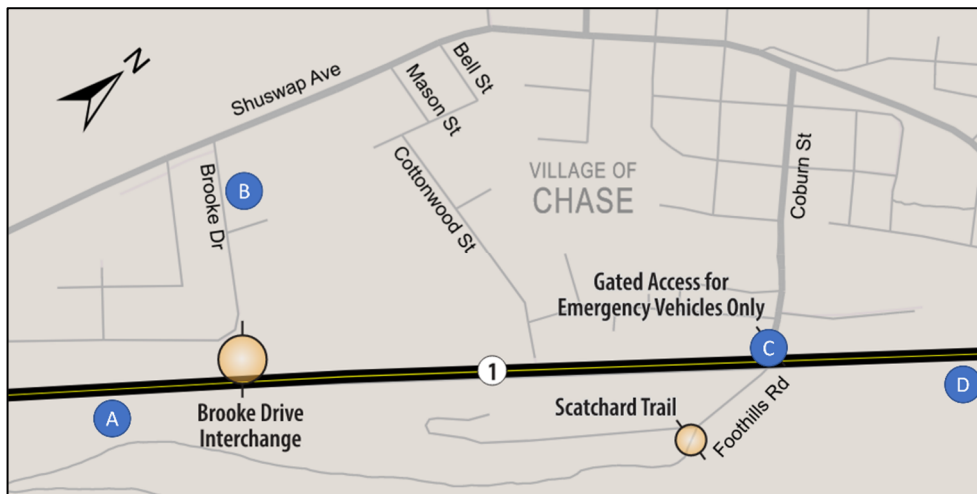 N
Shuswap Ave
Bell St
Mason St
Brooke Dr
B
Cottonwood St
VILLAGE OF
CHASE
Coburn St
Gated Access for
Emergency Vehicles Only
C
1
D
A
Brooke Drive
Interchange
Scatchard Trail
Foothills Rd